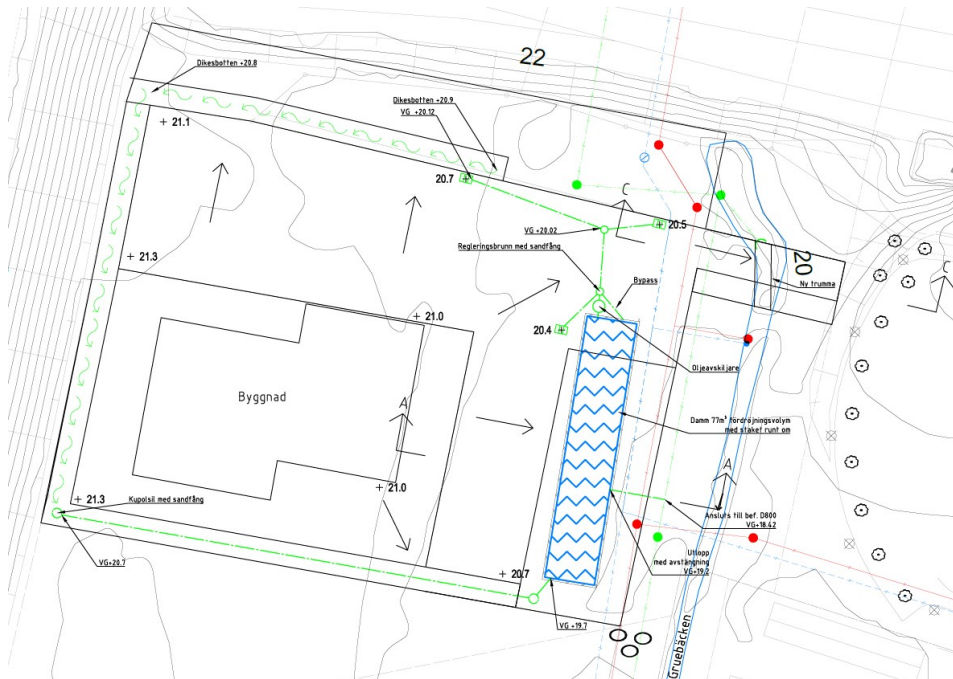 22
Dikesbotten +20.8
Dikesbotten +20.9
VG +20.12
+ 21.1
20.7
C
20.5
VG +20.02
Regleringsbrunn med sandfång
Bypass
20
Ny trumma
C
+ 21.3
+ 21.0
20.4
Oljeavskiljare
Byggnad
A
Damm 77m³ fördröjningsvolym
med staket runt om
A
+ 21.3
Kupolsil med sandfång
+ 21.0
Ansluts till bef. D800
VG+18.42
VG+20.7
+ 20.7
Utlopp
med avstängning
VG+19.2
VG +19.7
Gruebäcken